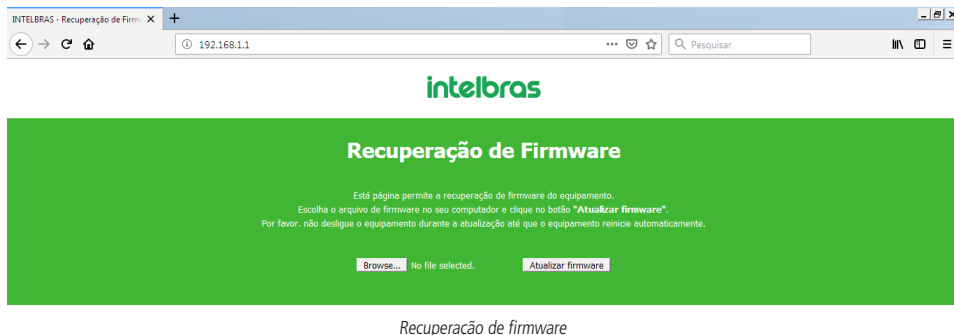 INTELBRAS - Recuperação de Firm
192.168.1.1
Pesquisar
intelbras
Recuperação de Firmware
Está página permite a recuperação de firmware do equipamento.
Escolha o arquivo de firmware no seu computador e clique no botão "Atualizar firmware".
Por favor. não desligue o equipamento durante a atualização até que o equipamento reinicie automaticamente.
Browse... No file selected. Atualizar firmware
Recuperação de firmware